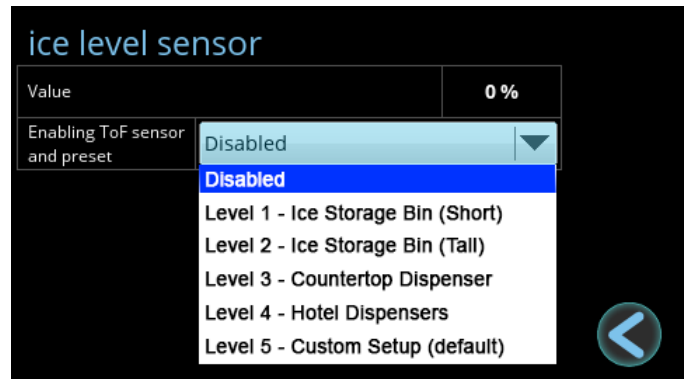 ice level sensor
Value 0 %
Enabling ToF sensor
and preset
Disabled
Disabled
Level 1 - Ice Storage Bin (Short)
Level 2 - Ice Storage Bin (Tall)
Level 3 - Countertop Dispenser
Level 4 - Hotel Dispensers
Level 5 - Custom Setup (default)